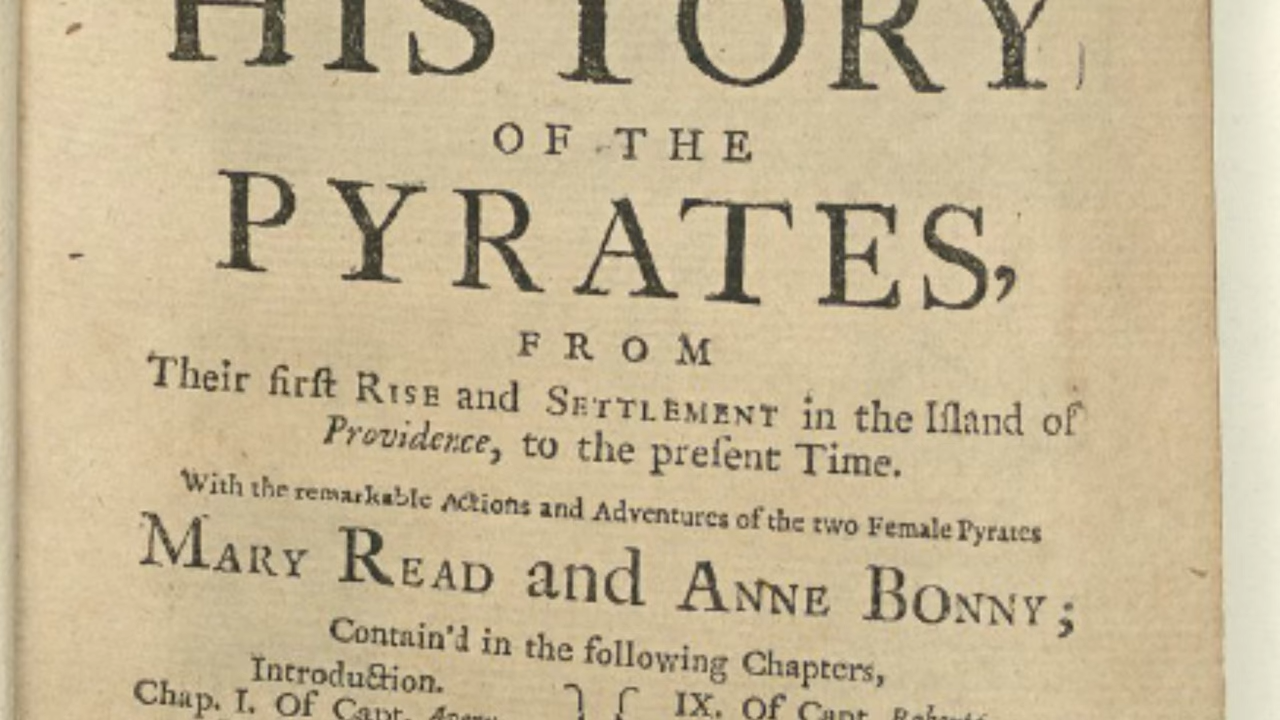 HISTORY
OF THE
PYRATES,
FROM
Their firſt RISE and SETTLEMENT in the Iſland of
Providence, to the preſent Time.
With the remarkable Actions and Adventures of the two Female Pyrates
MARY READ and ANNE BONNY;
Contain'd in the following Chapters,
Introduction.
Chap. I. Of Capt. Avery
IX. Of Capt. Roberts